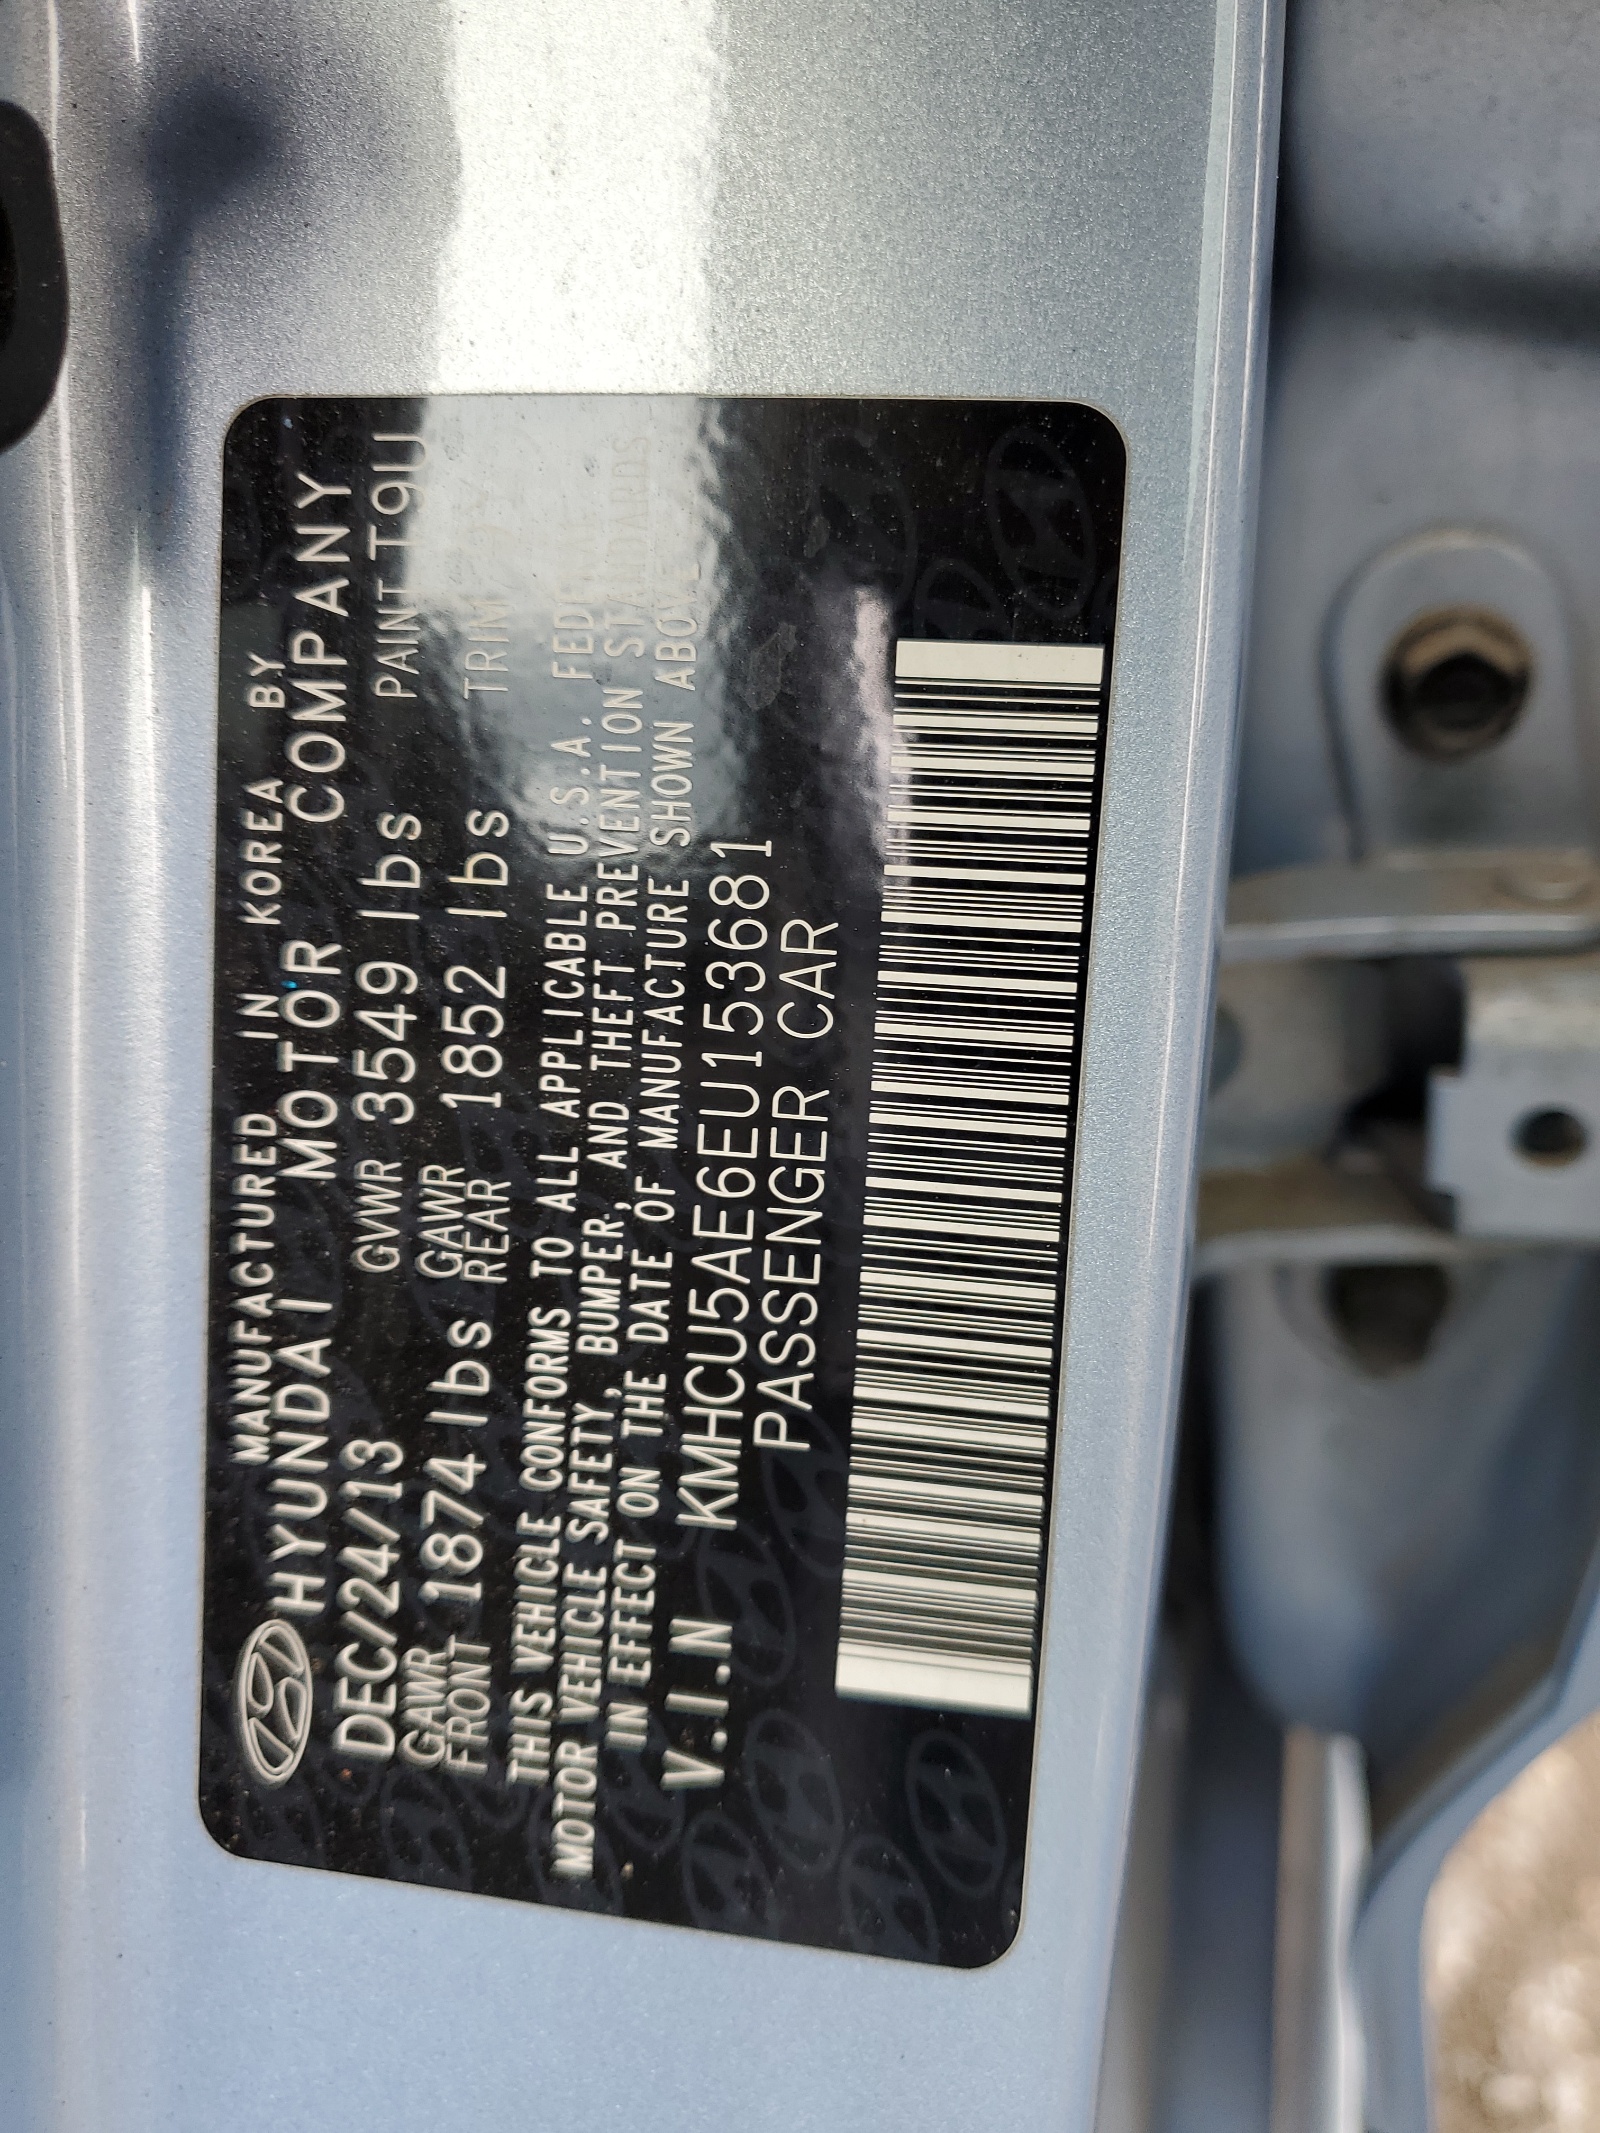 MANUFACTURED IN KOREA BY
HYUNDAI MOTOR COMPANY
DEC/24/13 GVWR 3549 lbs PAINT T9U
GAWR FRONT 1874 lbs GAWR REAR 1852 lbs TRIM
THIS VEHICLE CONFORMS TO ALL APPLICABLE U.S.A. FEDERAL
MOTOR VEHICLE SAFETY, BUMPER, AND THEFT PREVENTION STANDARDS
IN EFFECT ON THE DATE OF MANUFACTURE SHOWN ABOVE
V.I.N KMHCU5AE6EU153681
PASSENGER CAR